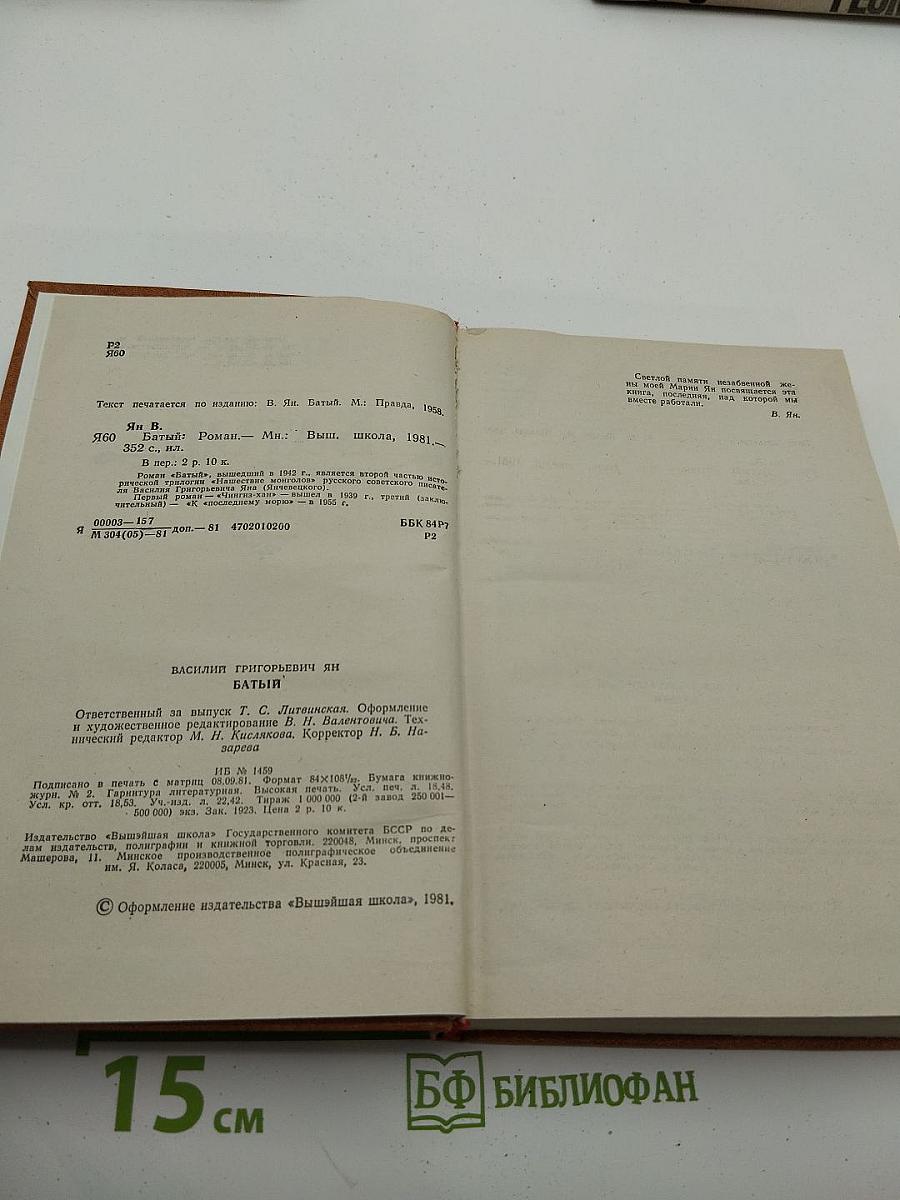 Р2
Я60
Текст печатается по изданию: В. Ян. Батый. М.: Правда, 1958.
Ян В.
Я60 Батый: Роман.— Мн.: Выш. школа, 1981.—
352 с., ил.
В пер.: 2 р. 10 к.
Роман «Батый», вышедший в 1942 г., является второй частью исто-
рической трилогии «Нашествие монголов» русского советского писате-
ля Василия Григорьевича Яна (Янчевецкого).
Первый роман — «Чингиз-хан» — вышел в 1939 г., третий (заклю-
чительный) — «К «последнему морю» — в 1955 г.
Я 00003—157
М 304(05)—81 доп.— 81 4702010200
ББК 84Р7
Р2
ВАСИЛИЙ ГРИГОРЬЕВИЧ ЯН
БАТЫЙ
Ответственный за выпуск Т. С. Литвинская. Оформление
и художественное редактирование В. Н. Валентовича. Тех-
нический редактор М. Н. Кислякова. Корректор Н. Б. На-
зарева
ИБ № 1459
Подписано в печать с матриц 08.09.81. Формат 84×108¹/₃₂. Бумага книжно-
журн. № 2. Гарнитура литературная. Высокая печать. Усл. печ. л. 18,48.
Усл. кр. отт. 18,53. Уч.-изд. л. 22,42. Тираж 1 000 000 (2-й завод 250 001—
500 000) экз. Зак. 1923. Цена 2 р. 10 к.
Издательство «Вышэйшая школа» Государственного комитета БССР по де-
лам издательств, полиграфии и книжной торговли. 220048, Минск, проспект
Машерова, 11. Минское производственное полиграфическое объединение
им. Я. Коласа, 220005, Минск, ул. Красная, 23.
© Оформление издательства «Вышэйшая школа», 1981.
Светлой памяти незабвенной же-
ны моей Марии Ян посвящается эта
книга, последняя, над которой мы
вместе работали.
В. Ян.
15 см
БФ БИБЛИОФАН